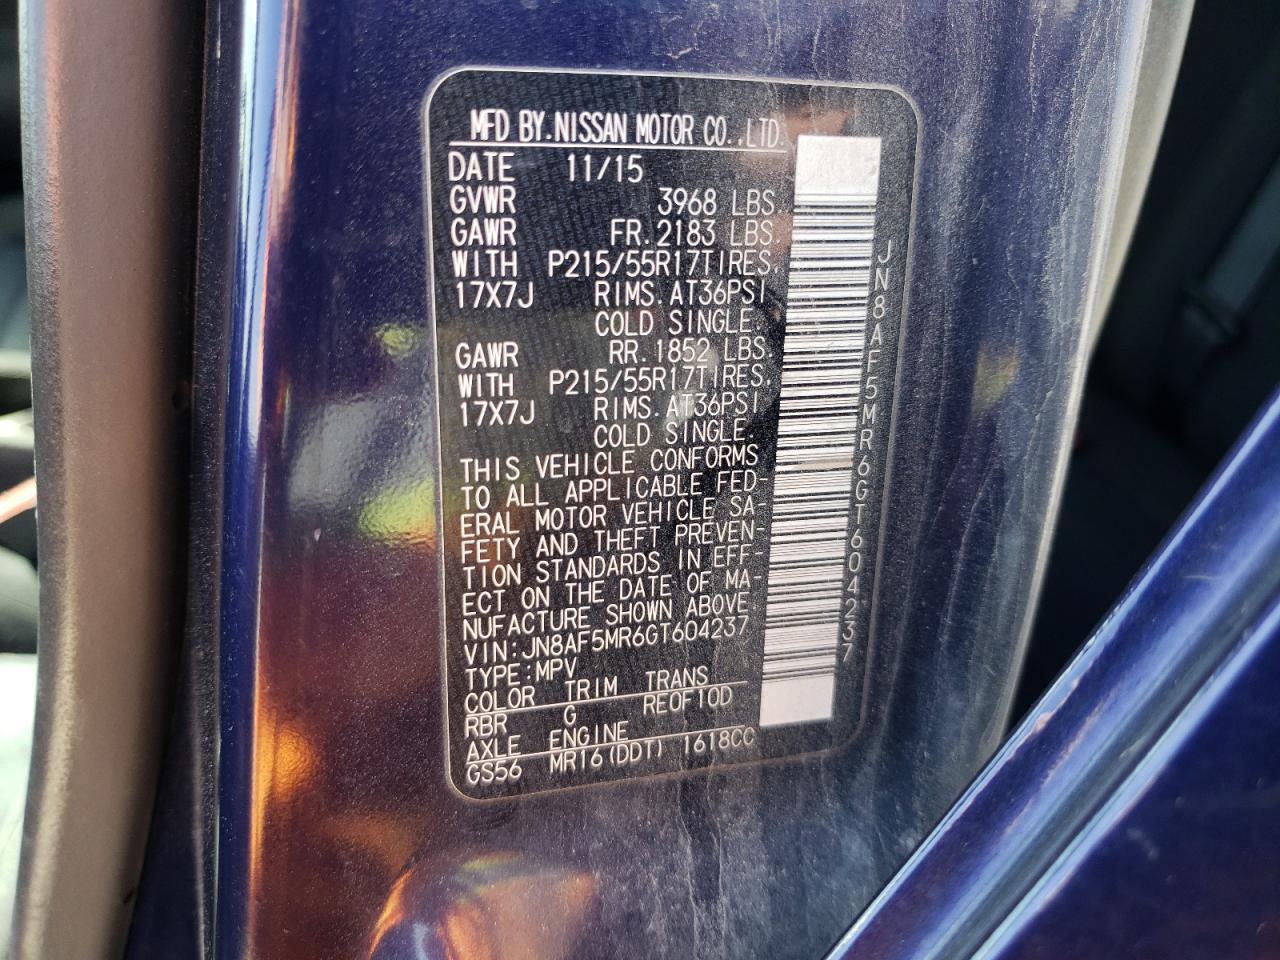 MFD BY.NISSAN MOTOR CO.,LTD.
DATE 11/15
GVWR 3968 LBS.
GAWR FR.2183 LBS.
WITH P215/55R17TIRES.
17X7J RIMS.AT36PSI
COLD SINGLE.
GAWR RR.1852 LBS.
WITH P215/55R17TIRES.
17X7J RIMS.AT36PSI
COLD SINGLE.
THIS VEHICLE CONFORMS
TO ALL APPLICABLE FED-
ERAL MOTOR VEHICLE SA-
FETY AND THEFT PREVEN-
TION STANDARDS IN EFF-
ECT ON THE DATE OF MA-
NUFACTURE SHOWN ABOVE
VIN:JN8AF5MR6GT604237
TYPE:MPV
COLOR TRIM TRANS
RBR G RE0F10D
AXLE ENGINE
GS56 MR16(DDT) 1618CC
JN8AF5MR6GT604237